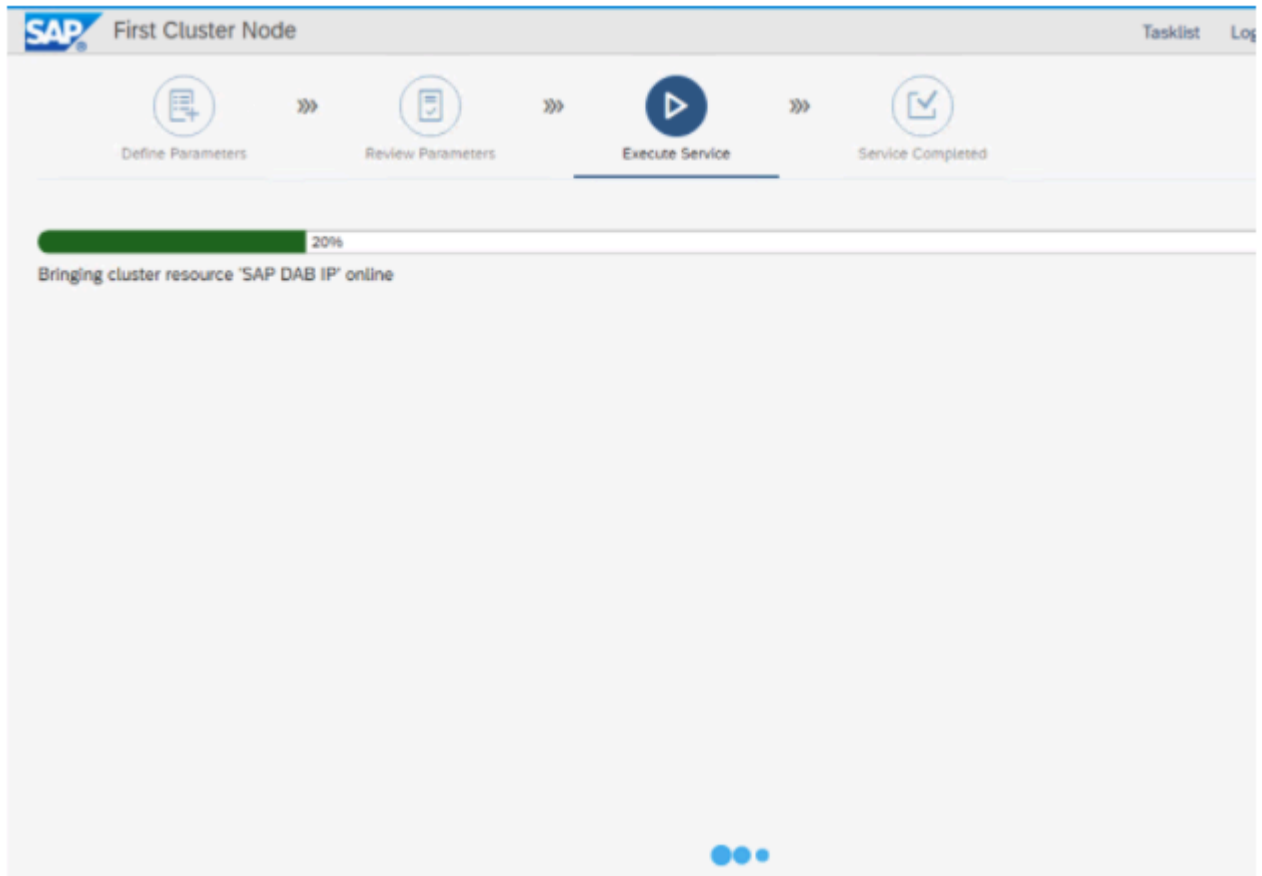 SAP First Cluster Node Tasklist Log
Define Parameters Review Parameters Execute Service Service Completed
20%
Bringing cluster resource 'SAP DAB IP' online